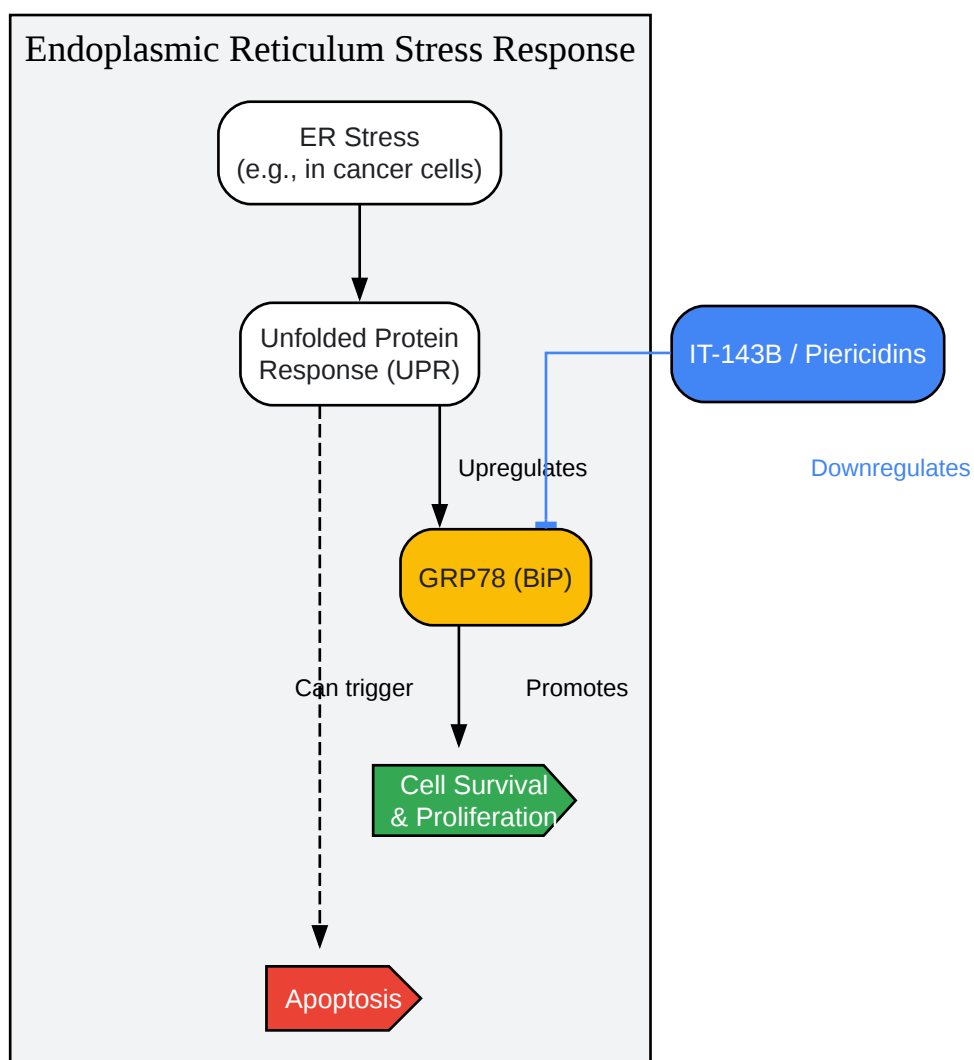 Endoplasmic Reticulum Stress Response
ER Stress
(e.g., in cancer cells)
Unfolded Protein
Response (UPR)
IT-143B / Piericidins
Upregulates
Downregulates
GRP78 (BiP)
Can trigger
Promotes
Cell Survival
& Proliferation
Apoptosis